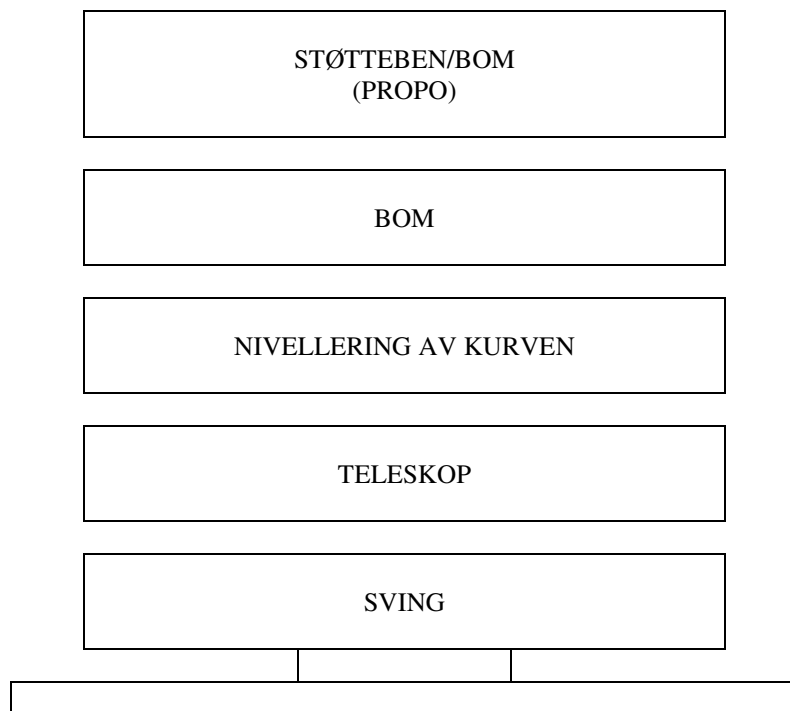 STØTTEBEN/BOM
(PROPO)
BOM
NIVELLERING AV KURVEN
TELESKOP
SVING